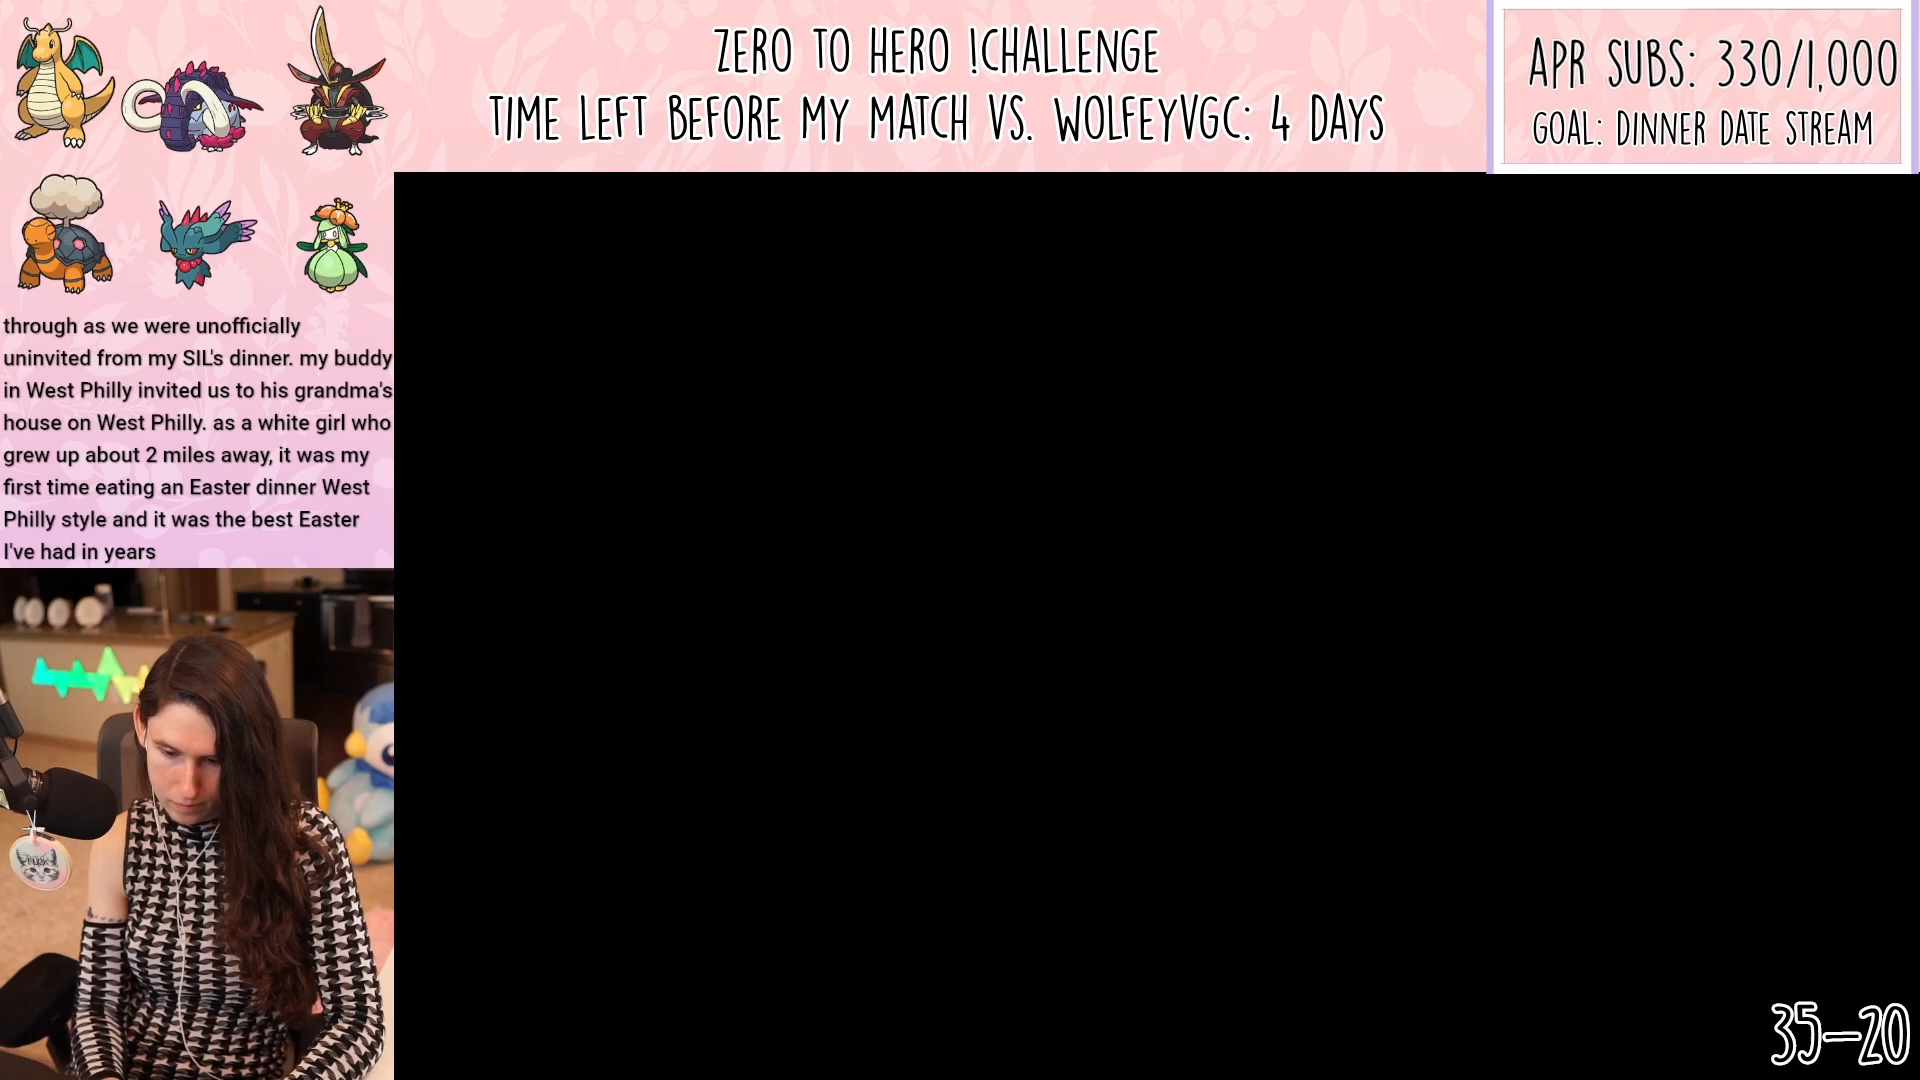 ZERO TO HERO !CHALLENGE
TIME LEFT BEFORE MY MATCH VS. WOLFEYVGC: 4 DAYS
APR SUBS: 330/1,000
GOAL: DINNER DATE STREAM
through as we were unofficially
uninvited from my SIL's dinner. my buddy
in West Philly invited us to his grandma's
house on West Philly. as a white girl who
grew up about 2 miles away, it was my
first time eating an Easter dinner West
Philly style and it was the best Easter
I've had in years
35-20